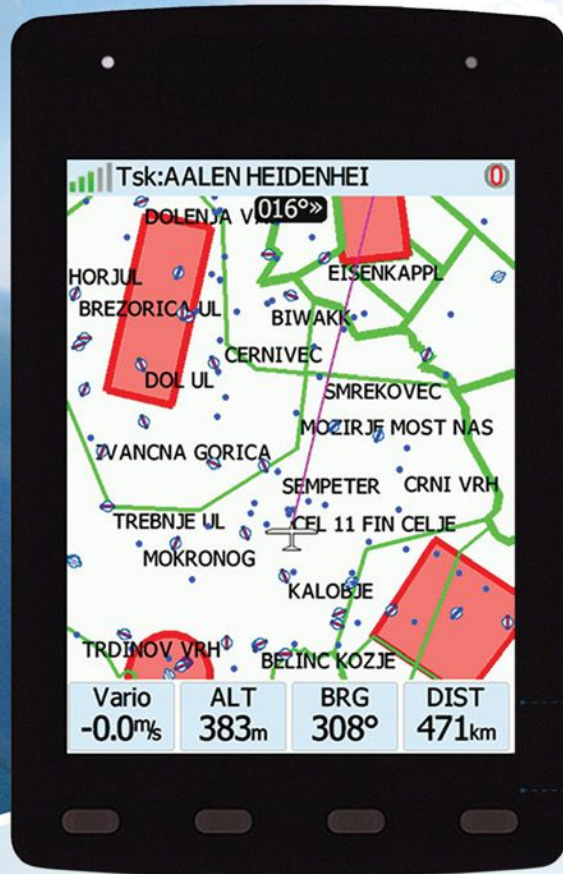 Tsk:AALEN HEIDENHEI
0
016°»
DOLENJA V
EISENKAPPL
HORJUL
BREZORICA UL
BIWAKK
CERNIVEC
DOL UL
SMREKOVEC
MOZIRJE MOST NAS
IVANCNA GORICA
SEMPETER
CRNI VRH
TREBNJE UL
CEL 11 FIN CELJE
MOKRONOG
KALOBJE
TRDINOV VRH
BELINC KOZJE
Vario
-0.0m/s
ALT
383m
BRG
308°
DIST
471km